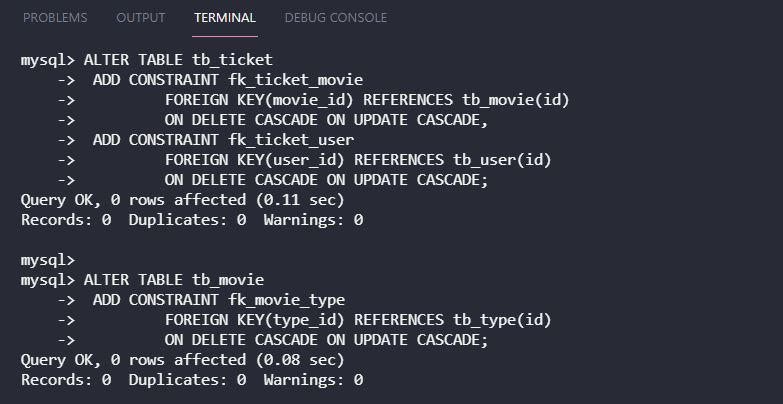 PROBLEMS OUTPUT TERMINAL DEBUG CONSOLE
mysql> ALTER TABLE tb_ticket
    ->  ADD CONSTRAINT fk_ticket_movie
    ->          FOREIGN KEY(movie_id) REFERENCES tb_movie(id)
    ->          ON DELETE CASCADE ON UPDATE CASCADE,
    ->  ADD CONSTRAINT fk_ticket_user
    ->          FOREIGN KEY(user_id) REFERENCES tb_user(id)
    ->          ON DELETE CASCADE ON UPDATE CASCADE;
Query OK, 0 rows affected (0.11 sec)
Records: 0  Duplicates: 0  Warnings: 0
mysql>
mysql> ALTER TABLE tb_movie
    ->  ADD CONSTRAINT fk_movie_type
    ->          FOREIGN KEY(type_id) REFERENCES tb_type(id)
    ->          ON DELETE CASCADE ON UPDATE CASCADE;
Query OK, 0 rows affected (0.08 sec)
Records: 0  Duplicates: 0  Warnings: 0